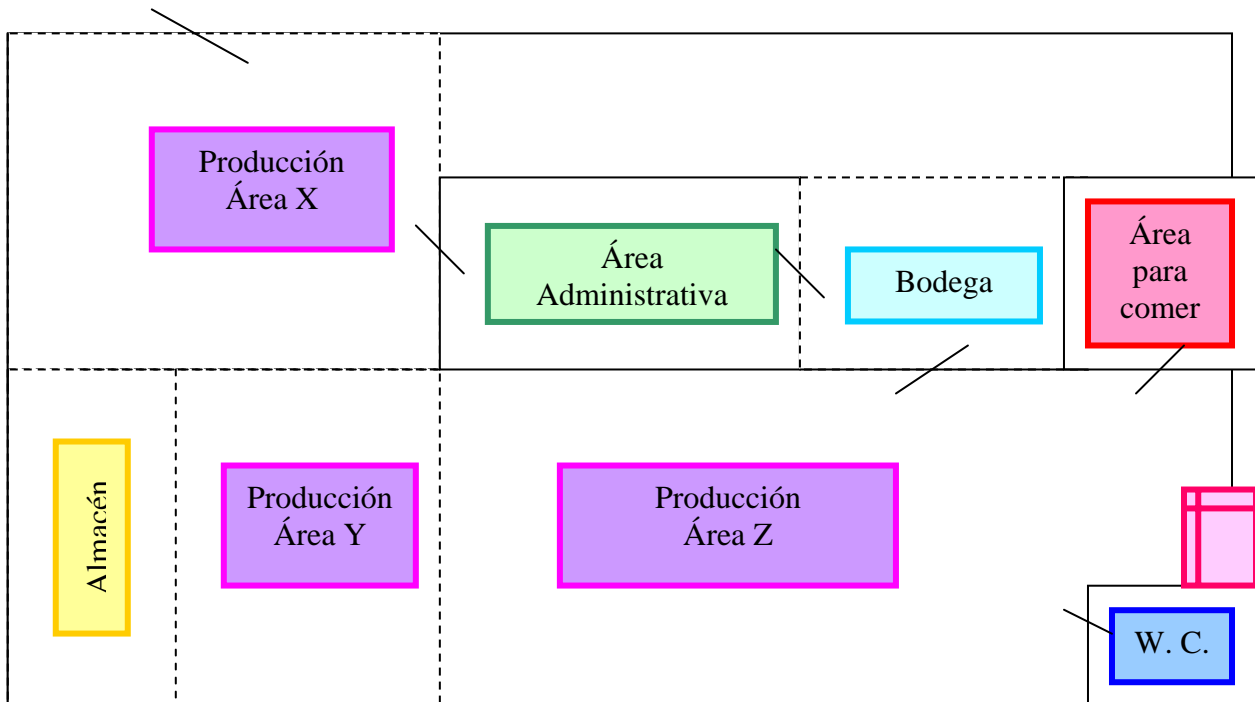 Producción
Área X
Área
Administrativa
Bodega
Área
para
comer
Almacén
Producción
Área Y
Producción
Área Z
W. C.